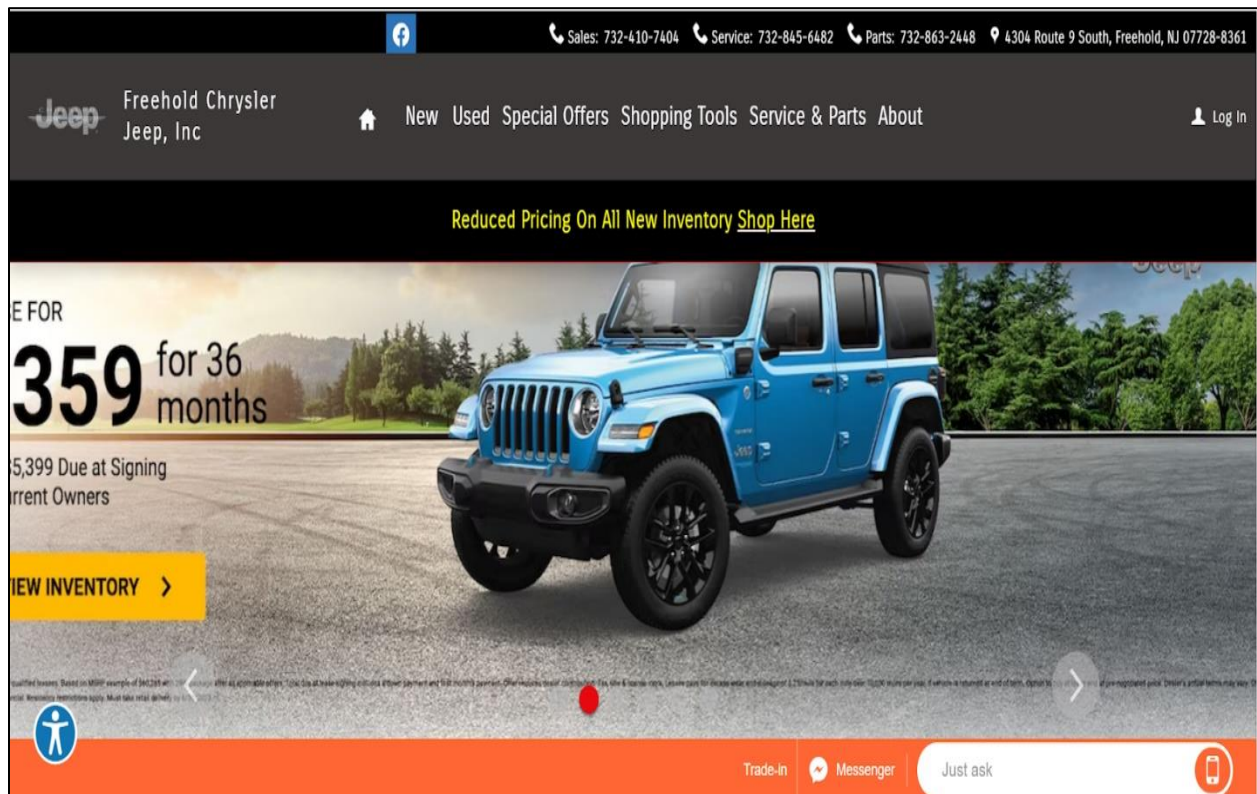 Sales: 732-410-7404 Service: 732-845-6482 Parts: 732-863-2448 4304 Route 9 South, Freehold, NJ 07728-8361
Jeep
Freehold Chrysler
Jeep, Inc
New Used Special Offers Shopping Tools Service & Parts About
Log In
Reduced Pricing On All New Inventory Shop Here
Jeep
E FOR
359 for 36
months
5,399 Due at Signing
rrent Owners
IEW INVENTORY
Trade-In Messenger Just ask